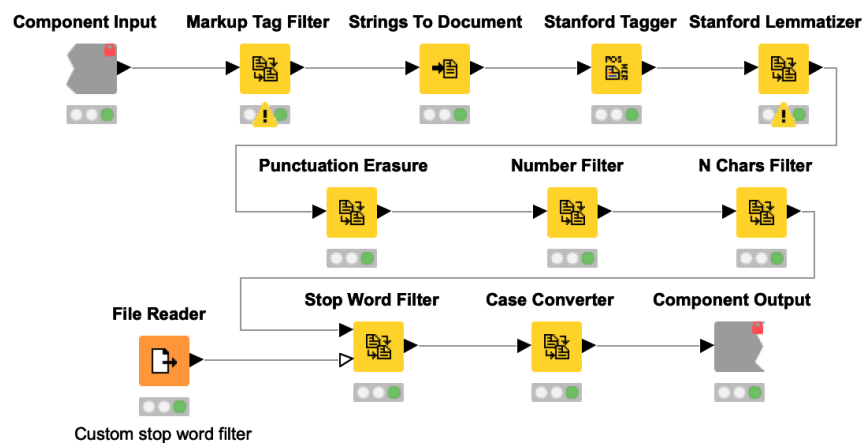 Component Input
Markup Tag Filter
Strings To Document
Stanford Tagger
Stanford Lemmatizer
POS
NER
Punctuation Erasure
Number Filter
N Chars Filter
File Reader
Stop Word Filter
Case Converter
Component Output
Custom stop word filter